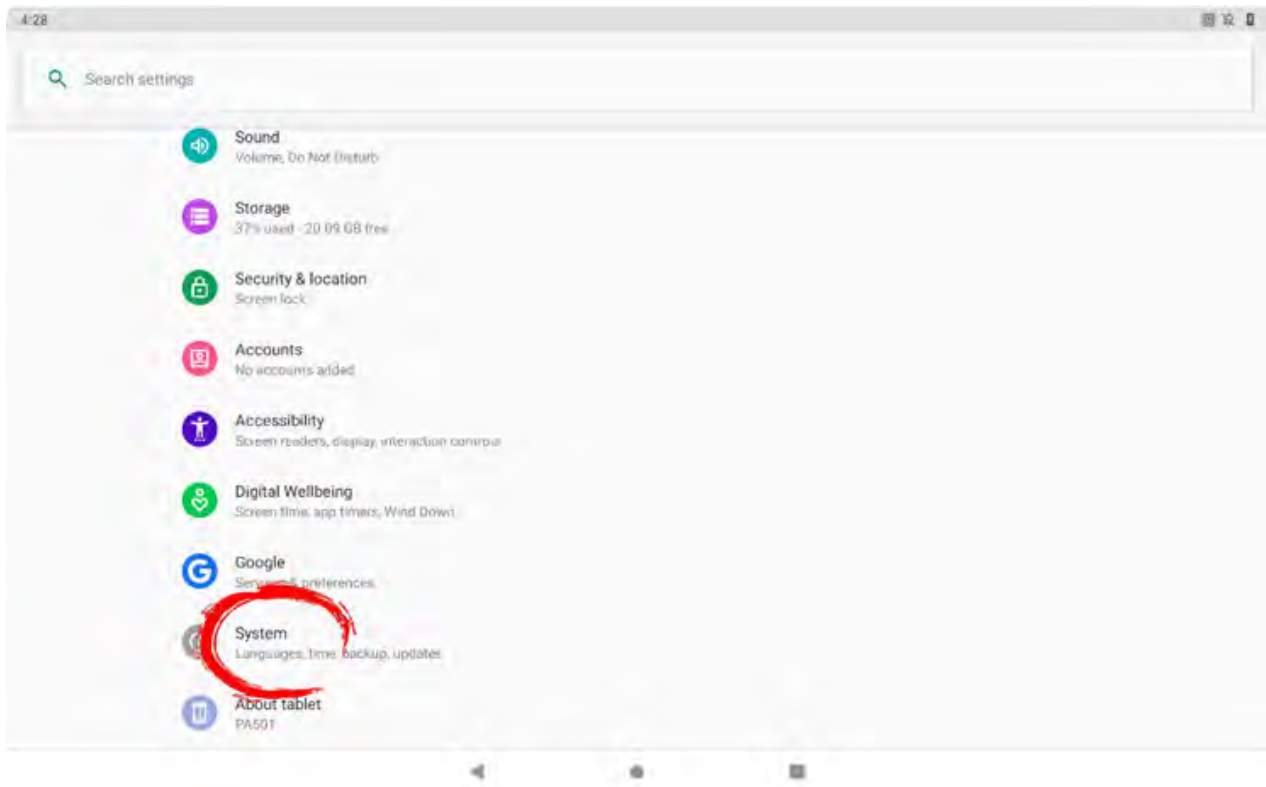 4:28
Search settings
Sound
Volume, Do Not Disturb
Storage
37% used - 20.09 GB free
Security & location
Screen lock
Accounts
No accounts added
Accessibility
Screen readers, display, interaction controls
Digital Wellbeing
Screen time, app timers, Wind Down
Google
Services & preferences
System
Languages, time, backup, updates
About tablet
PA501